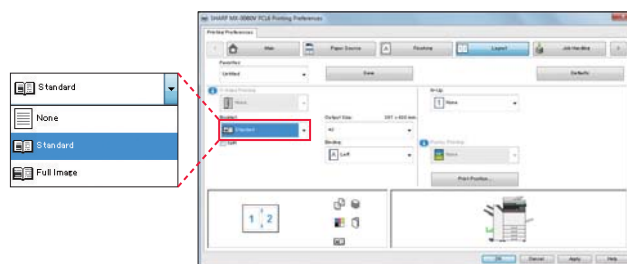 SHARP MX-3060V PCL6 Printing Preferences
Printing Preferences
Main
Paper Source
Finishing
Layout
Job Handling
Favorites:
Untitled
Save
Defaults
None
N-Up:
1 None
Booklet:
Standard
Output Size:
A3
Binding:
Left
None
Print Position...
1 2
OK
Cancel
Apply
Help
Standard
None
Standard
Full Image